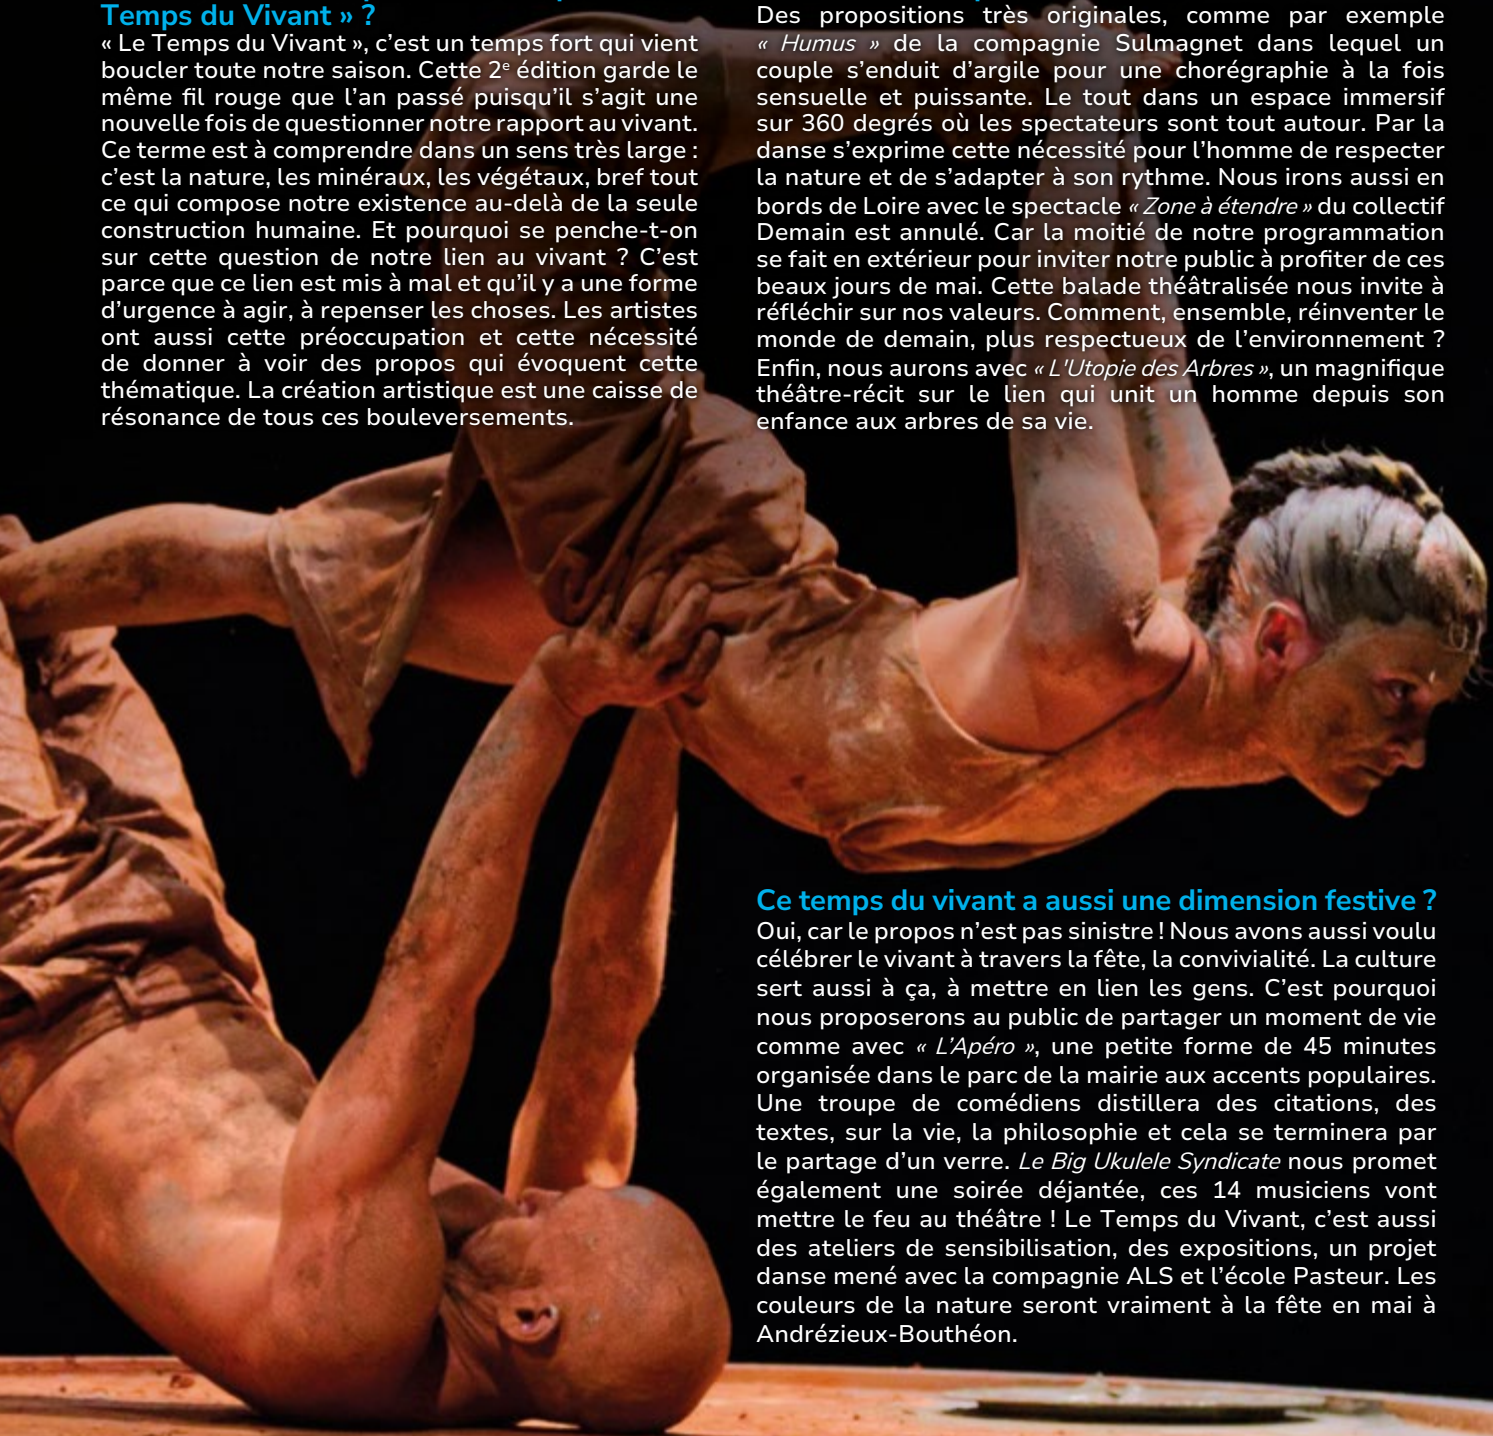 Temps du Vivant » ?
« Le Temps du Vivant », c’est un temps fort qui vient
boucler toute notre saison. Cette 2e édition garde le
même fil rouge que l’an passé puisqu’il s’agit une
nouvelle fois de questionner notre rapport au vivant.
Ce terme est à comprendre dans un sens très large :
c’est la nature, les minéraux, les végétaux, bref tout
ce qui compose notre existence au-delà de la seule
construction humaine. Et pourquoi se penche-t-on
sur cette question de notre lien au vivant ? C’est
parce que ce lien est mis à mal et qu’il y a une forme
d’urgence à agir, à repenser les choses. Les artistes
ont aussi cette préoccupation et cette nécessité
de donner à voir des propos qui évoquent cette
thématique. La création artistique est une caisse de
résonance de tous ces bouleversements.
Des propositions très originales, comme par exemple
« Humus » de la compagnie Sulmagnet dans lequel un
couple s’enduit d’argile pour une chorégraphie à la fois
sensuelle et puissante. Le tout dans un espace immersif
sur 360 degrés où les spectateurs sont tout autour. Par la
danse s’exprime cette nécessité pour l’homme de respecter
la nature et de s’adapter à son rythme. Nous irons aussi en
bords de Loire avec le spectacle « Zone à étendre » du collectif
Demain est annulé. Car la moitié de notre programmation
se fait en extérieur pour inviter notre public à profiter de ces
beaux jours de mai. Cette balade théâtralisée nous invite à
réfléchir sur nos valeurs. Comment, ensemble, réinventer le
monde de demain, plus respectueux de l’environnement ?
Enfin, nous aurons avec « L'Utopie des Arbres », un magnifique
théâtre-récit sur le lien qui unit un homme depuis son
enfance aux arbres de sa vie.
Ce temps du vivant a aussi une dimension festive ?
Oui, car le propos n’est pas sinistre ! Nous avons aussi voulu
célébrer le vivant à travers la fête, la convivialité. La culture
sert aussi à ça, à mettre en lien les gens. C’est pourquoi
nous proposerons au public de partager un moment de vie
comme avec « L’Apéro », une petite forme de 45 minutes
organisée dans le parc de la mairie aux accents populaires.
Une troupe de comédiens distillera des citations, des
textes, sur la vie, la philosophie et cela se terminera par
le partage d’un verre. Le Big Ukulele Syndicate nous promet
également une soirée déjantée, ces 14 musiciens vont
mettre le feu au théâtre ! Le Temps du Vivant, c’est aussi
des ateliers de sensibilisation, des expositions, un projet
danse mené avec la compagnie ALS et l’école Pasteur. Les
couleurs de la nature seront vraiment à la fête en mai à
Andrézieux-Bouthéon.